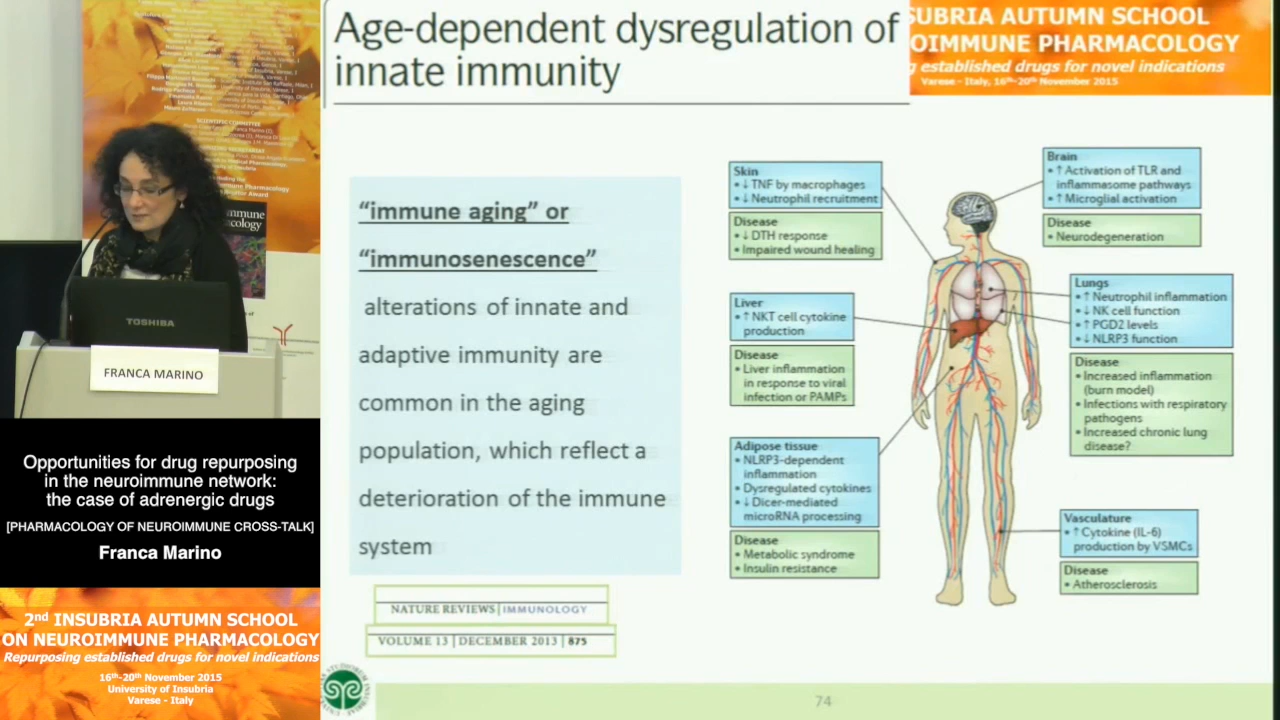 Age-dependent dysregulation of
innate immunity
SUBRIA AUTUMN SCHOOL
OIMMUNE PHARMACOLOGY
g established drugs for novel indications
Varese - Italy, 16th-20th November 2015
"immune aging" or
"immunosenescence"
alterations of innate and
adaptive immunity are
common in the aging
population, which reflect a
deterioration of the immune
system
NATURE REVIEWS | IMMUNOLOGY
VOLUME 13 | DECEMBER 2013 | 875
Skin
• ↓ TNF by macrophages
• ↓ Neutrophil recruitment
Disease
• ↓ DTH response
• Impaired wound healing
Liver
• ↑ NKT cell cytokine
production
Disease
• Liver inflammation
in response to viral
infection or PAMPs
Adipose tissue
• NLRP3-dependent
inflammation
• Dysregulated cytokines
• ↓ Dicer-mediated
microRNA processing
Disease
• Metabolic syndrome
• Insulin resistance
Brain
• ↑ Activation of TLR and
inflammasome pathways
• ↑ Microglial activation
Disease
• Neurodegeneration
Lungs
• ↑ Neutrophil inflammation
• ↓ NK cell function
• ↑ PGD2 levels
• ↓ NLRP3 function
Disease
• Increased inflammation
(burn model)
• Infections with respiratory
pathogens
• Increased chronic lung
disease?
Vasculature
• ↑ Cytokine (IL-6)
production by VSMCs
Disease
• Atherosclerosis
74
SCIENTIFIC COMMITTEE
mmune Pharmacology
mmune
acology
TOSHIBA
FRANCA MARINO
Opportunities for drug repurposing
in the neuroimmune network:
the case of adrenergic drugs
[PHARMACOLOGY OF NEUROIMMUNE CROSS-TALK]
Franca Marino
2nd INSUBRIA AUTUMN SCHOOL
ON NEUROIMMUNE PHARMACOLOGY
Repurposing established drugs for novel indications
16th-20th November 2015
University of Insubria
Varese - Italy